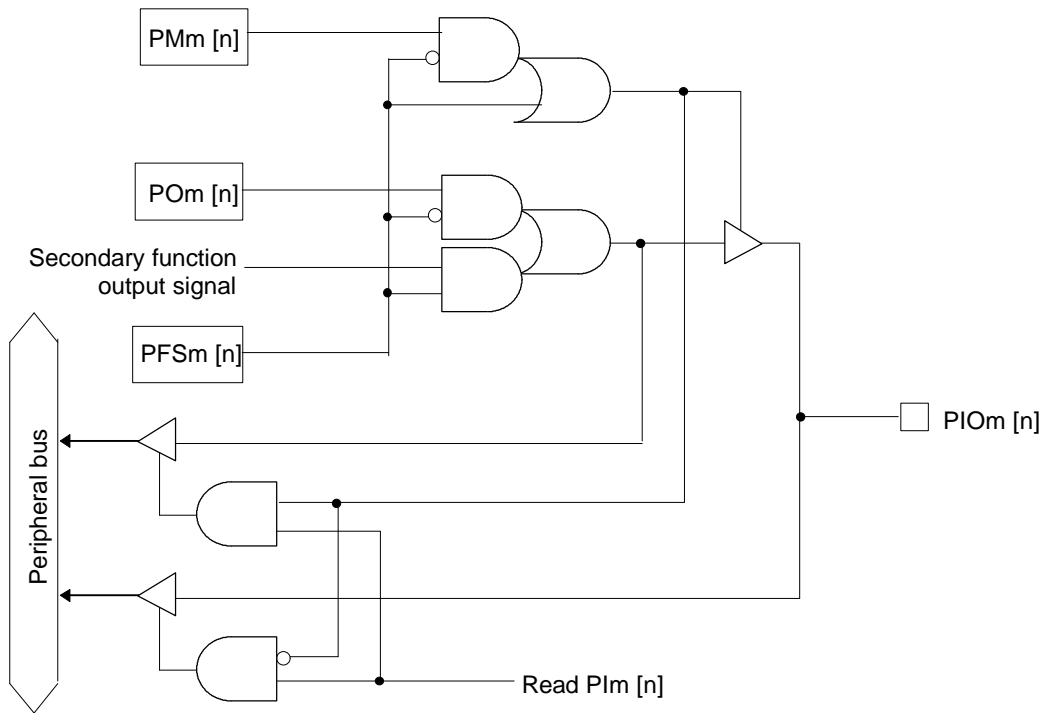 PMm [n]
POm [n]
Secondary function
output signal
PFSm [n]
PIOm [n]
Peripheral bus
Read PIm [n]